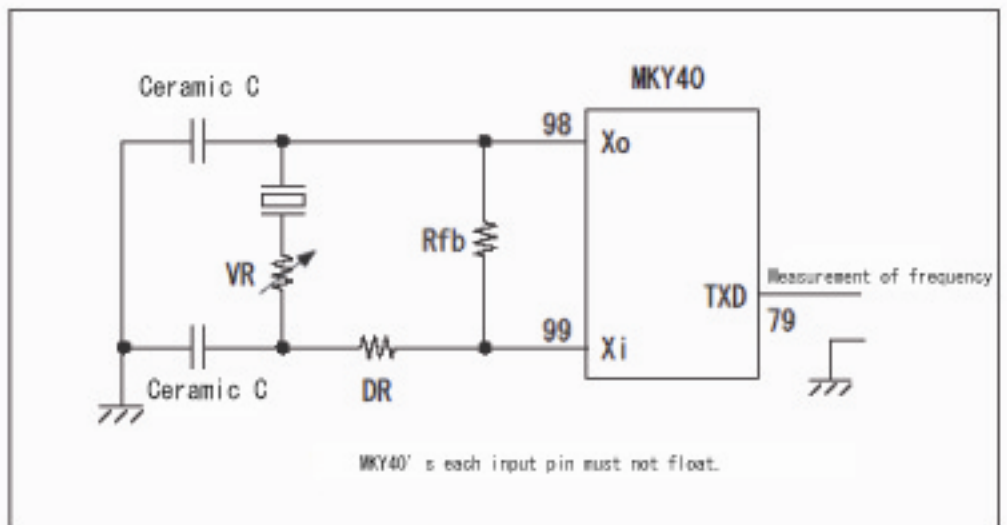 Ceramic C
MKY40
98
Xo
Rfb
VR
Measurement of frequency
TXD
79
99
Xi
Ceramic C
DR
MKY40's each input pin must not float.